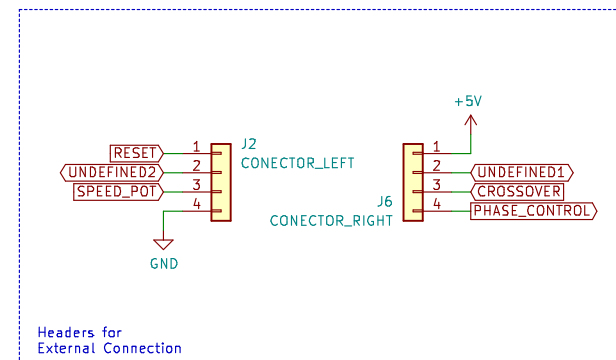 +5V
J2
CONECTOR_LEFT
RESET 1
UNDEFINED2 2
SPEED_POT 3
4
GND
1
2 UNDEFINED1
3 CROSSOVER
4 PHASE_CONTROL
J6
CONECTOR_RIGHT
Headers for
External Connection